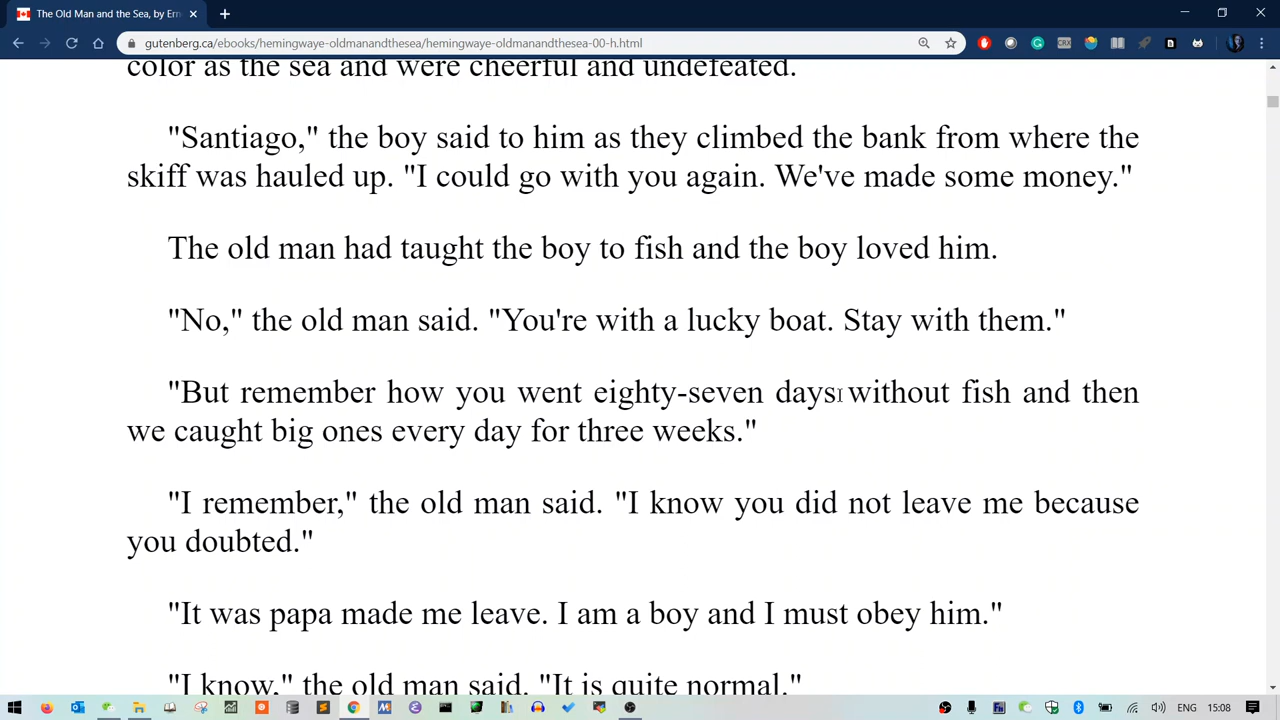 The Old Man and the Sea, by Ern
gutenberg.ca/ebooks/hemingwaye-oldmanandthesea/hemingwaye-oldmanandthesea-00-h.html
color as the sea and were cheerful and undefeated.
"Santiago," the boy said to him as they climbed the bank from where the
skiff was hauled up. "I could go with you again. We've made some money."
The old man had taught the boy to fish and the boy loved him.
"No," the old man said. "You're with a lucky boat. Stay with them."
"But remember how you went eighty-seven days without fish and then
we caught big ones every day for three weeks."
"I remember," the old man said. "I know you did not leave me because
you doubted."
"It was papa made me leave. I am a boy and I must obey him."
"I know," the old man said. "It is quite normal."
ENG 15:08